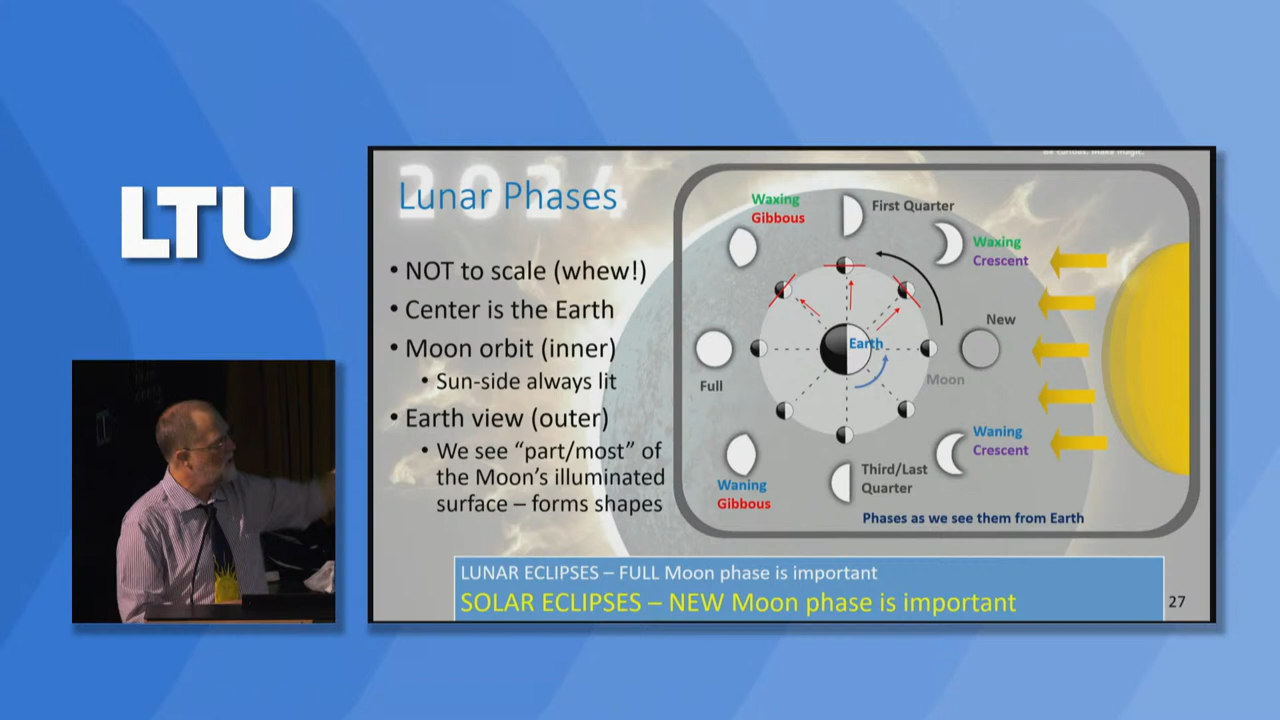 LTU
2024
Lunar Phases
• NOT to scale (whew!)
• Center is the Earth
• Moon orbit (inner)
• Sun-side always lit
• Earth view (outer)
• We see “part/most” of
the Moon’s illuminated
surface – forms shapes
Waxing
Gibbous
First Quarter
Waxing
Crescent
New
Earth
Moon
Full
Waning
Crescent
Third/Last
Quarter
Waning
Gibbous
Phases as we see them from Earth
LUNAR ECLIPSES – FULL Moon phase is important
SOLAR ECLIPSES – NEW Moon phase is important
27